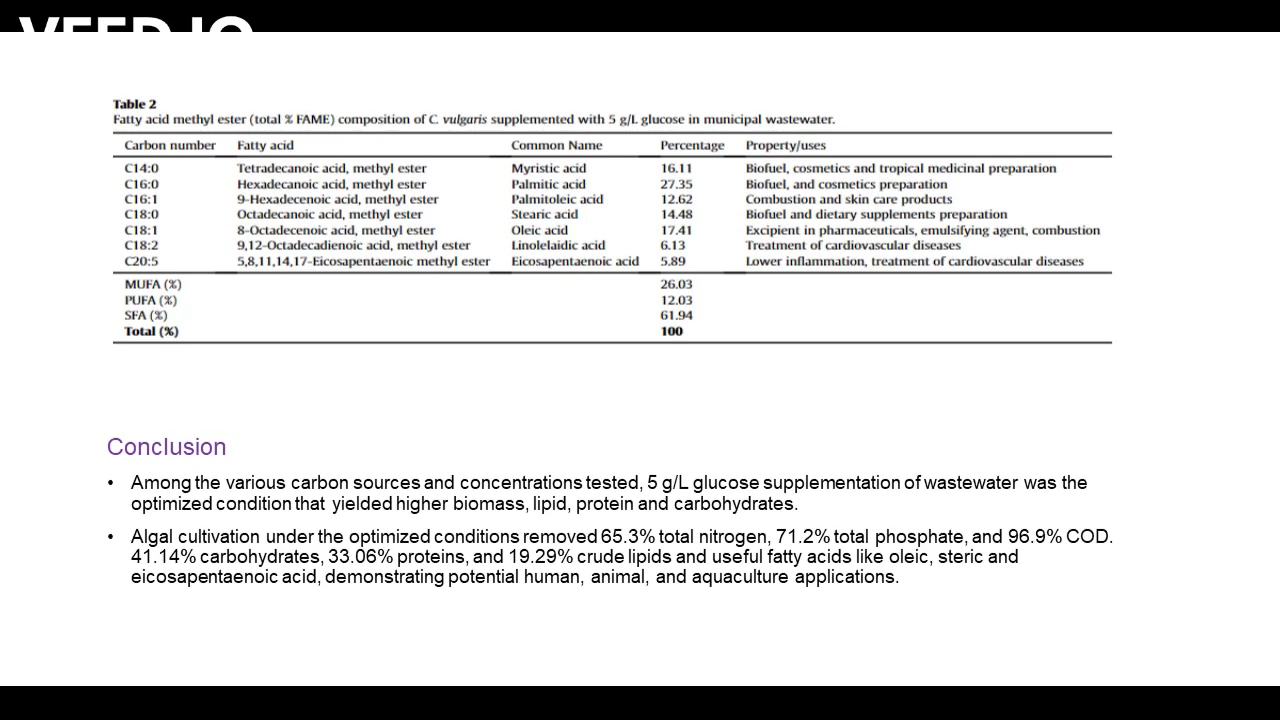 VEED.IO
Table 2
Fatty acid methyl ester (total % FAME) composition of C. vulgaris supplemented with 5 g/L glucose in municipal wastewater.
Carbon number Fatty acid Common Name Percentage Property/uses
C14:0 Tetradecanoic acid, methyl ester Myristic acid 16.11 Biofuel, cosmetics and tropical medicinal preparation
C16:0 Hexadecanoic acid, methyl ester Palmitic acid 27.35 Biofuel, and cosmetics preparation
C16:1 9-Hexadecenoic acid, methyl ester Palmitoleic acid 12.62 Combustion and skin care products
C18:0 Octadecanoic acid, methyl ester Stearic acid 14.48 Biofuel and dietary supplements preparation
C18:1 8-Octadecenoic acid, methyl ester Oleic acid 17.41 Excipient in pharmaceuticals, emulsifying agent, combustion
C18:2 9,12-Octadecadienoic acid, methyl ester Linolelaidic acid 6.13 Treatment of cardiovascular diseases
C20:5 5,8,11,14,17-Eicosapentaenoic methyl ester Eicosapentaenoic acid 5.89 Lower inflammation, treatment of cardiovascular diseases
MUFA (%) 26.03
PUFA (%) 12.03
SFA (%) 61.94
Total (%) 100
Conclusion
• Among the various carbon sources and concentrations tested, 5 g/L glucose supplementation of wastewater was the
optimized condition that yielded higher biomass, lipid, protein and carbohydrates.
• Algal cultivation under the optimized conditions removed 65.3% total nitrogen, 71.2% total phosphate, and 96.9% COD.
41.14% carbohydrates, 33.06% proteins, and 19.29% crude lipids and useful fatty acids like oleic, steric and
eicosapentaenoic acid, demonstrating potential human, animal, and aquaculture applications.